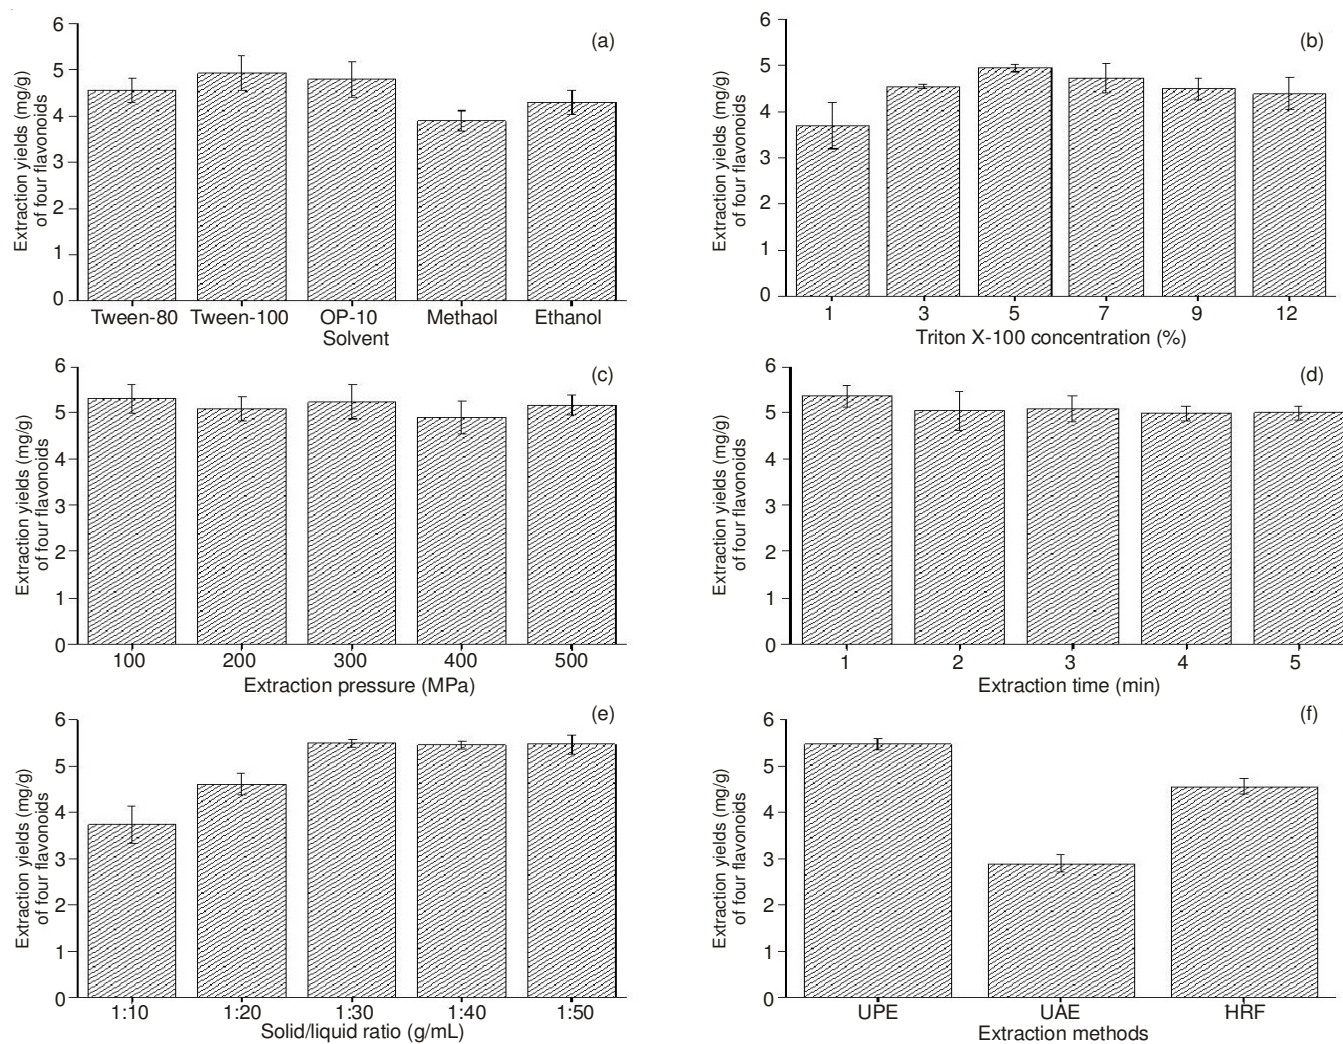 (a)
Extraction yields (mg/g)
of four flavonoids
6
5
4
3
2
1
0
Tween-80 Tween-100 OP-10 Methaol Ethanol
Solvent
(b)
Extraction yields (mg/g)
of four flavonoids
6
5
4
3
2
1
0
1 3 5 7 9 12
Triton X-100 concentration (%)
(c)
Extraction yields (mg/g)
of four flavonoids
6
5
4
3
2
1
0
100 200 300 400 500
Extraction pressure (MPa)
(d)
Extraction yields (mg/g)
of four flavonoids
6
5
4
3
2
1
0
1 2 3 4 5
Extraction time (min)
(e)
Extraction yields (mg/g)
of four flavonoids
6
5
4
3
2
1
0
1:10 1:20 1:30 1:40 1:50
Solid/liquid ratio (g/mL)
(f)
Extraction yields (mg/g)
of four flavonoids
6
5
4
3
2
1
0
UPE UAE HRF
Extraction methods